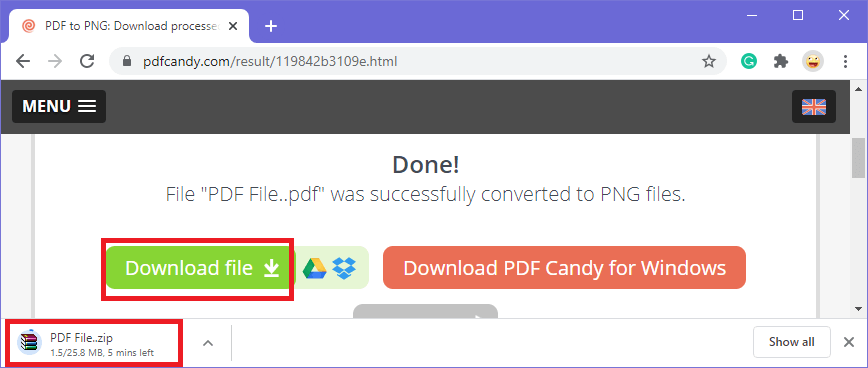 PDF to PNG: Download processe
pdfcandy.com/result/119842b3109e.html
MENU
Done!
File "PDF File..pdf" was successfully converted to PNG files.
Download file
Download PDF Candy for Windows
PDF File..zip
1.5/25.8 MB, 5 mins left
Show all